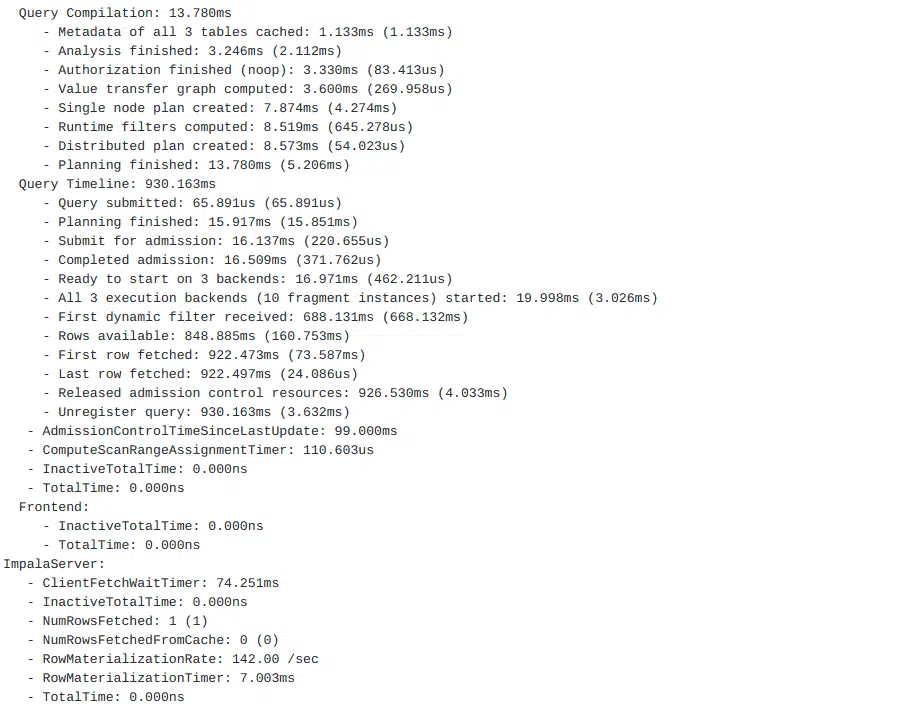 Query Compilation: 13.780ms
- Metadata of all 3 tables cached: 1.133ms (1.133ms)
- Analysis finished: 3.246ms (2.112ms)
- Authorization finished (noop): 3.330ms (83.413us)
- Value transfer graph computed: 3.600ms (269.958us)
- Single node plan created: 7.874ms (4.274ms)
- Runtime filters computed: 8.519ms (645.278us)
- Distributed plan created: 8.573ms (54.023us)
- Planning finished: 13.780ms (5.206ms)
Query Timeline: 930.163ms
- Query submitted: 65.891us (65.891us)
- Planning finished: 15.917ms (15.851ms)
- Submit for admission: 16.137ms (220.655us)
- Completed admission: 16.509ms (371.762us)
- Ready to start on 3 backends: 16.971ms (462.211us)
- All 3 execution backends (10 fragment instances) started: 19.998ms (3.026ms)
- First dynamic filter received: 688.131ms (668.132ms)
- Rows available: 848.885ms (160.753ms)
- First row fetched: 922.473ms (73.587ms)
- Last row fetched: 922.497ms (24.086us)
- Released admission control resources: 926.530ms (4.033ms)
- Unregister query: 930.163ms (3.632ms)
- AdmissionControlTimeSinceLastUpdate: 99.000ms
- ComputeScanRangeAssignmentTimer: 110.603us
- InactiveTotalTime: 0.000ns
- TotalTime: 0.000ns
Frontend:
- InactiveTotalTime: 0.000ns
- TotalTime: 0.000ns
ImpalaServer:
- ClientFetchWaitTimer: 74.251ms
- InactiveTotalTime: 0.000ns
- NumRowsFetched: 1 (1)
- NumRowsFetchedFromCache: 0 (0)
- RowMaterializationRate: 142.00 /sec
- RowMaterializationTimer: 7.003ms
- TotalTime: 0.000ns